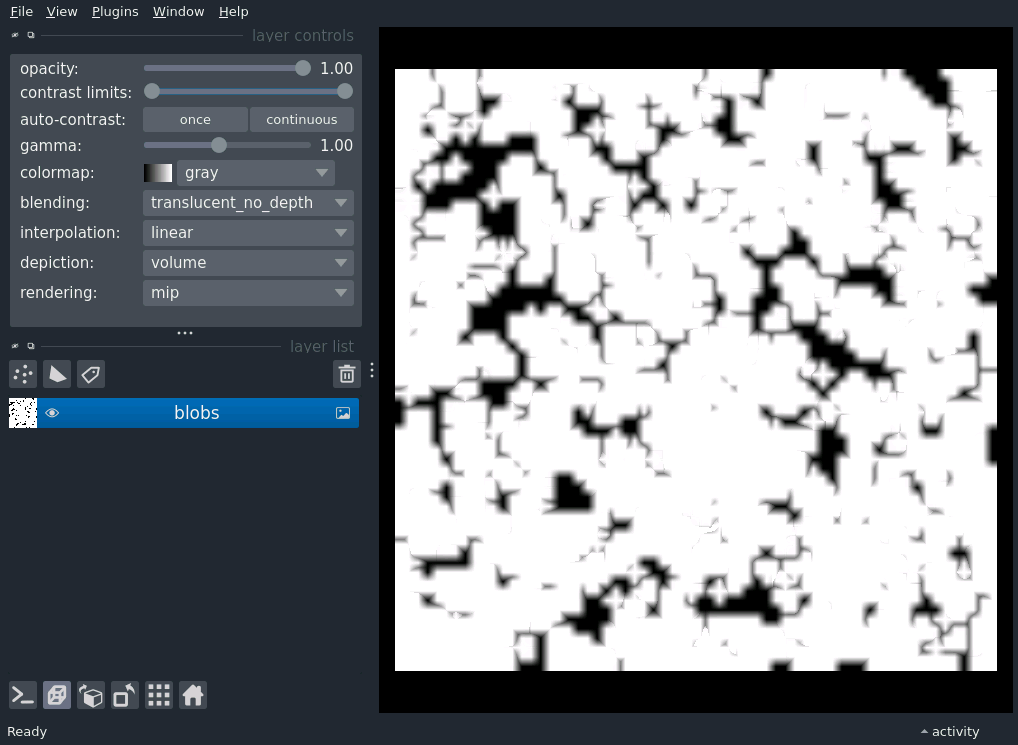 File View Plugins Window Help
layer controls
opacity: 1.00
contrast limits:
auto-contrast: once continuous
gamma: 1.00
colormap: gray
blending: translucent_no_depth
interpolation: linear
depiction: volume
rendering: mip
layer list
blobs
Ready activity